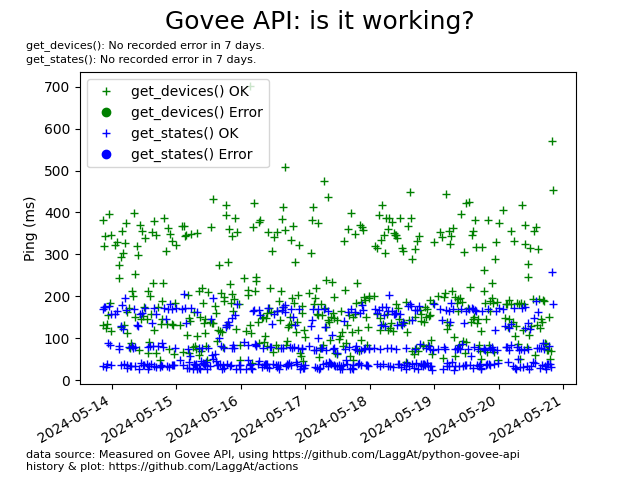 Govee API: is it working?
get_devices(): No recorded error in 7 days.
get_states(): No recorded error in 7 days.
get_devices() OK
get_devices() Error
get_states() OK
get_states() Error
700
600
500
400
300
200
100
0
Ping (ms)
2024-05-14
2024-05-15
2024-05-16
2024-05-17
2024-05-18
2024-05-19
2024-05-20
2024-05-21
data source: Measured on Govee API, using https://github.com/LaggAt/python-govee-api
history & plot: https://github.com/LaggAt/actions